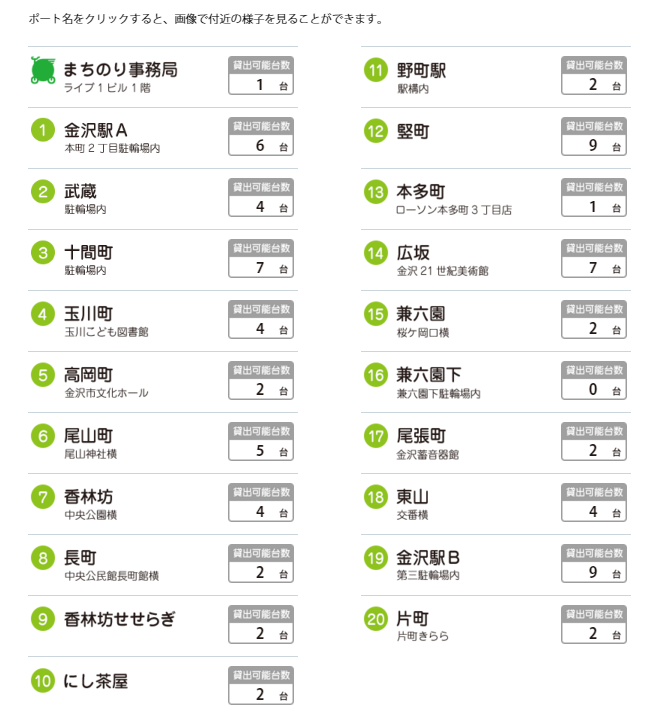 ポート名をクリックすると、画像で付近の様子を見ることができます。
まちのり事務局
ライブ1ビル1階
貸出可能台数
1 台
1 金沢駅A
本町2丁目駐輪場内
貸出可能台数
6 台
2 武蔵
駐輪場内
貸出可能台数
4 台
3 十間町
駐輪場内
貸出可能台数
7 台
4 玉川町
玉川こども図書館
貸出可能台数
4 台
5 高岡町
金沢市文化ホール
貸出可能台数
2 台
6 尾山町
尾山神社横
貸出可能台数
5 台
7 香林坊
中央公園横
貸出可能台数
4 台
8 長町
中央公民館長町館横
貸出可能台数
2 台
9 香林坊せせらぎ
貸出可能台数
2 台
10 にし茶屋
貸出可能台数
2 台
11 野町駅
駅構内
貸出可能台数
2 台
12 竪町
貸出可能台数
9 台
13 本多町
ローソン本多町3丁目店
貸出可能台数
1 台
14 広坂
金沢21世紀美術館
貸出可能台数
7 台
15 兼六園
桜ケ岡口横
貸出可能台数
2 台
16 兼六園下
兼六園下駐輪場内
貸出可能台数
0 台
17 尾張町
金沢蓄音器館
貸出可能台数
2 台
18 東山
交番横
貸出可能台数
4 台
19 金沢駅B
第三駐輪場内
貸出可能台数
9 台
20 片町
片町きらら
貸出可能台数
2 台